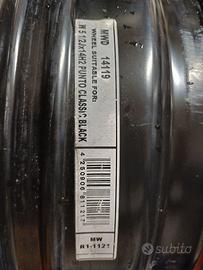 MWD 14119
WHEEL SUITABLE FOR:
W 5 1/2Jx14H2 PUNTO CLASSIC BLACK
MW
R1-1121
subito